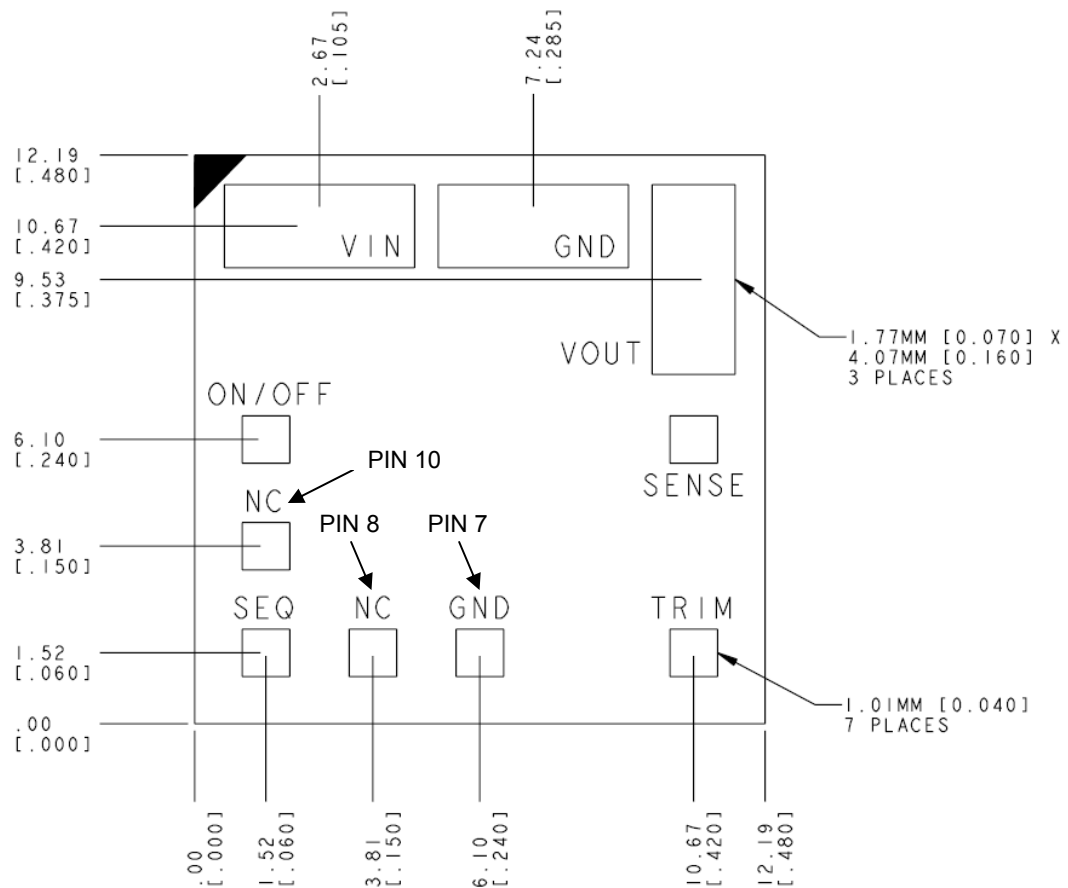 2.67
[.105]
7.24
[.285]
12.19
[.480]
10.67
[.420]
VIN
GND
9.53
[.375]
1.77MM [0.070] X
4.07MM [0.160]
3 PLACES
VOUT
ON/OFF
6.10
[.240]
PIN 10
SENSE
NC
PIN 8
PIN 7
3.81
[.150]
SEQ
NC
GND
TRIM
1.52
[.060]
1.01MM [0.040]
7 PLACES
.00
[.000]
.00
[.000]
1.52
[.060]
3.81
[.150]
6.10
[.240]
10.67
[.420]
12.19
[.480]